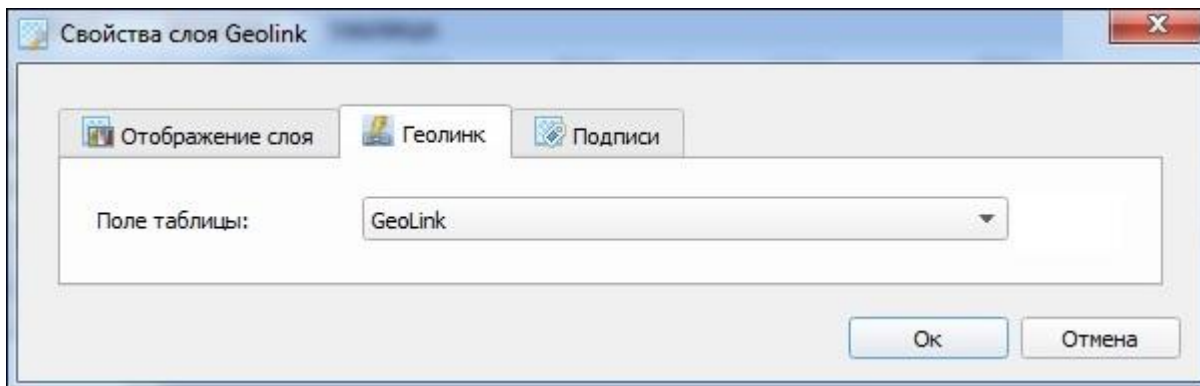 Свойства слоя Geolink
Отображение слоя Геолинк Подписи
Поле таблицы: GeoLink
Ок Отмена